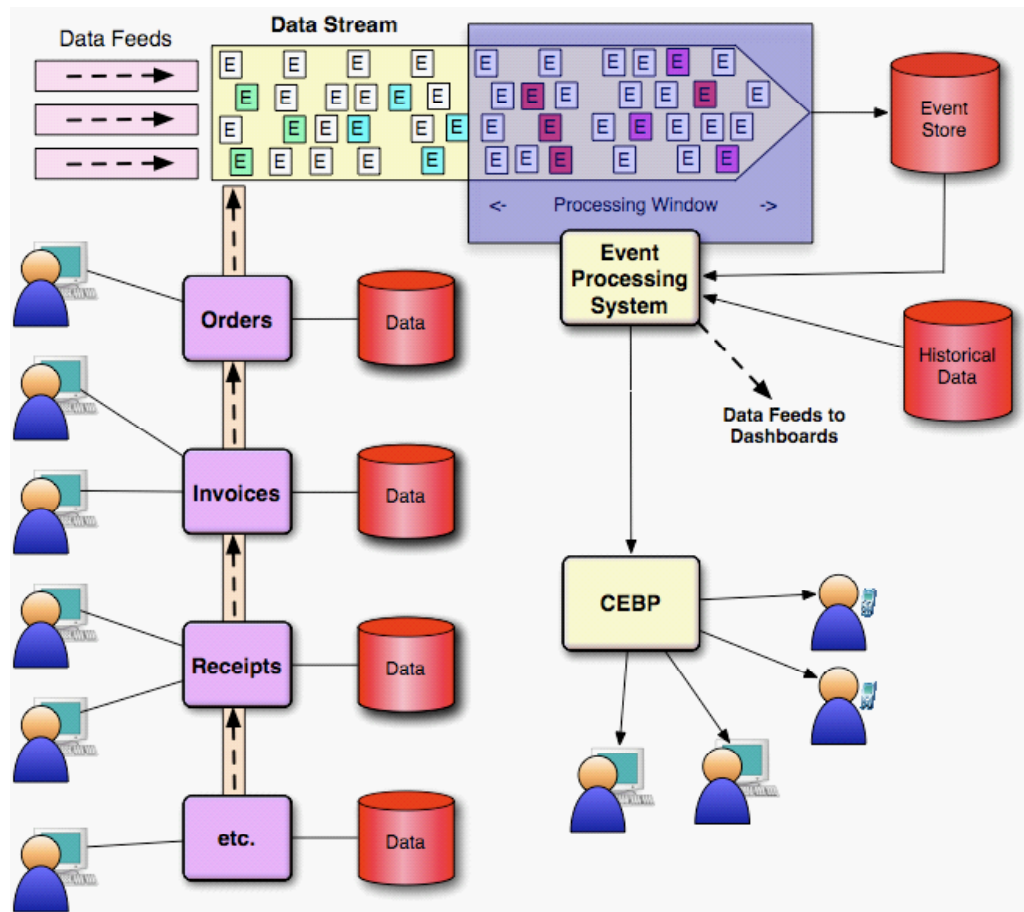 Data Stream
Data Feeds
E E E E E E E E E E
E E E E E E E E E E E E E
E E E E E E E E E E E E E
E E E E E E E E E E E
Event
Store
<- Processing Window ->
Event
Processing
System
Orders
Data
Historical
Data
Data Feeds to
Dashboards
Invoices
Data
CEBP
Receipts
Data
etc.
Data